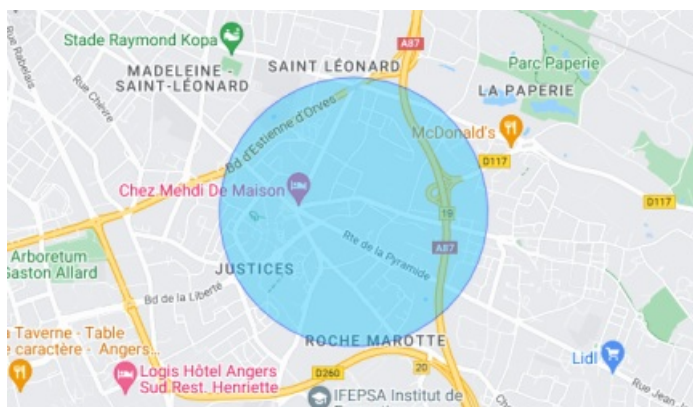 Rue Rabelais
Stade Raymond Kopa
MADELEINE -
SAINT-LÉONARD
Rue Chèvre
SAINT LÉONARD
A87
Parc Paperie
LA PAPERIE
Bd d'Estienne d'Orves
McDonald's
D117
Chez Mehdi De Maison
D117
19
A87
Rte de la Pyramide
Arboretum
Gaston Allard
JUSTICES
Bd de la Liberté
Taverne - Table
caractère - Angers...
ROCHE MAROTTE
Lidl
Logis Hôtel Angers
Sud Rest. Henriette
D260
20
IFEPSA Institut de
Rue Jean